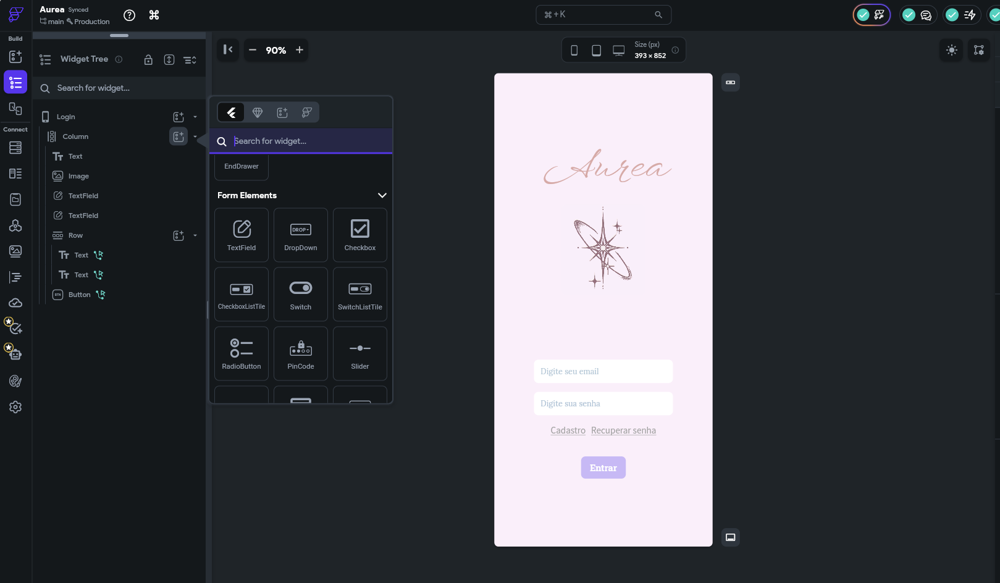 Aurea Synced
main Production
⌘ + K
Build
Connect
Widget Tree
Search for widget...
Login
Column
Text
Image
TextField
TextField
Row
Text
Text
Button
BTN
90%
Size (px)
393 × 852
Search for widget...
EndDrawer
Form Elements
TextField
DROP
DropDown
Checkbox
CheckboxListTile
Switch
SwitchListTile
RadioButton
PinCode
Slider
Aurea
Digite seu email
Digite sua senha
Cadastro Recuperar senha
Entrar